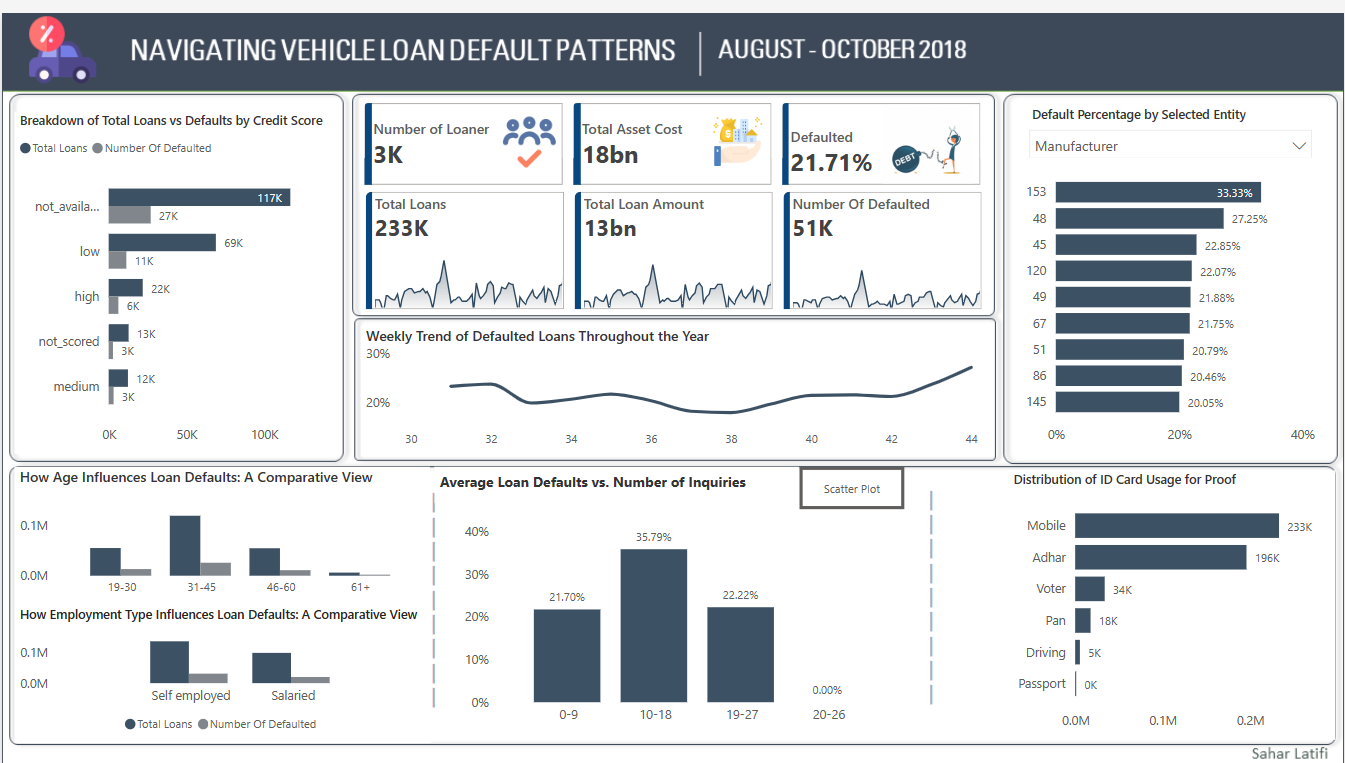 NAVIGATING VEHICLE LOAN DEFAULT PATTERNS
AUGUST - OCTOBER 2018
Breakdown of Total Loans vs Defaults by Credit Score
Total Loans Number Of Defaulted
not_availa...
117K
27K
low
69K
11K
high
22K
6K
not_scored
13K
3K
medium
12K
3K
0K 50K 100K
Number of Loaner
3K
Total Asset Cost
18bn
Defaulted
21.71%
DEBT
Total Loans
233K
Total Loan Amount
13bn
Number Of Defaulted
51K
Weekly Trend of Defaulted Loans Throughout the Year
30%
20%
30 32 34 36 38 40 42 44
Default Percentage by Selected Entity
Manufacturer
153 33.33%
48 27.25%
45 22.85%
120 22.07%
49 21.88%
67 21.75%
51 20.79%
86 20.46%
145 20.05%
0% 20% 40%
How Age Influences Loan Defaults: A Comparative View
0.1M
0.0M
19-30 31-45 46-60 61+
How Employment Type Influences Loan Defaults: A Comparative View
0.1M
0.0M
Self employed Salaried
Total Loans Number Of Defaulted
Average Loan Defaults vs. Number of Inquiries
Scatter Plot
40%
30%
20%
10%
0%
21.70%
35.79%
22.22%
0.00%
0-9 10-18 19-27 20-26
Distribution of ID Card Usage for Proof
Mobile 233K
Adhar 196K
Voter 34K
Pan 18K
Driving 5K
Passport 0K
0.0M 0.1M 0.2M
Sahar Latifi